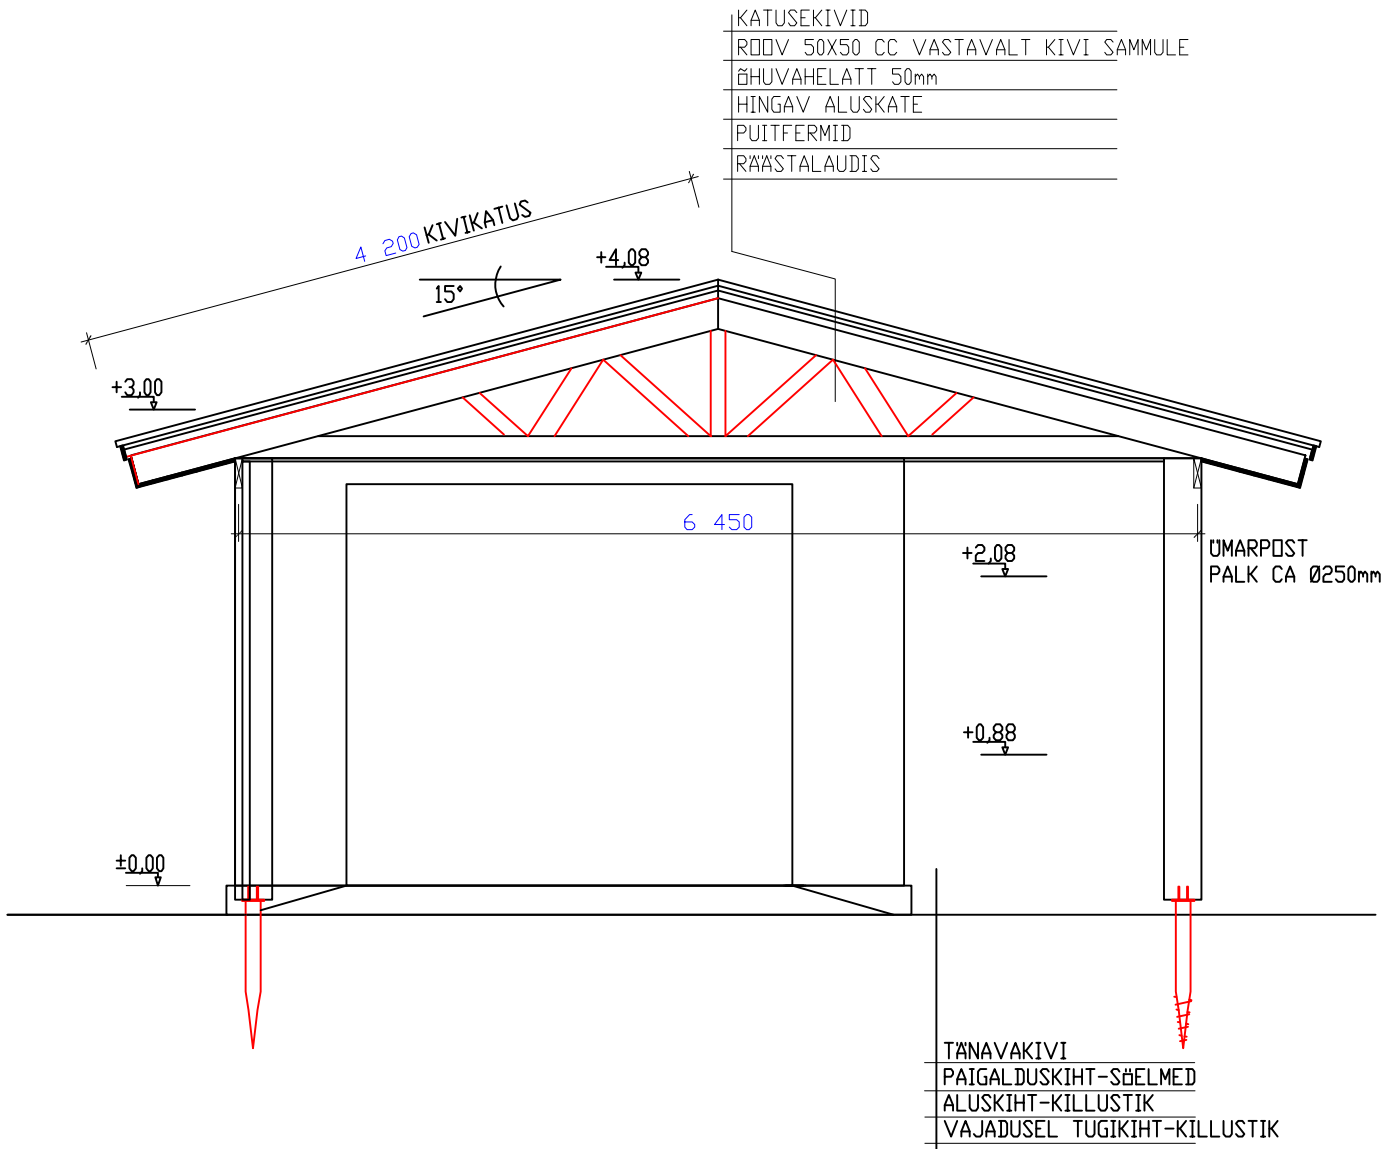 KATUSEKIVID
ROOV 50X50 CC VASTAVALT KIVI SAMMULE
ÕHUVAHELATT 50mm
HINGAV ALUSKATE
PUITFERMID
RÄÄSTALAUDIS
4 200 KIVIKATUS
+4,08
15°
+3,00
6 450
+2,08
ÜMARPOST
PALK CA Ø250mm
+0,88
±0,00
TÄNAVAKIVI
PAIGALDUSKIHT-SÕELMED
ALUSKIHT-KILLUSTIK
VAJADUSEL TUGIKIHT-KILLUSTIK